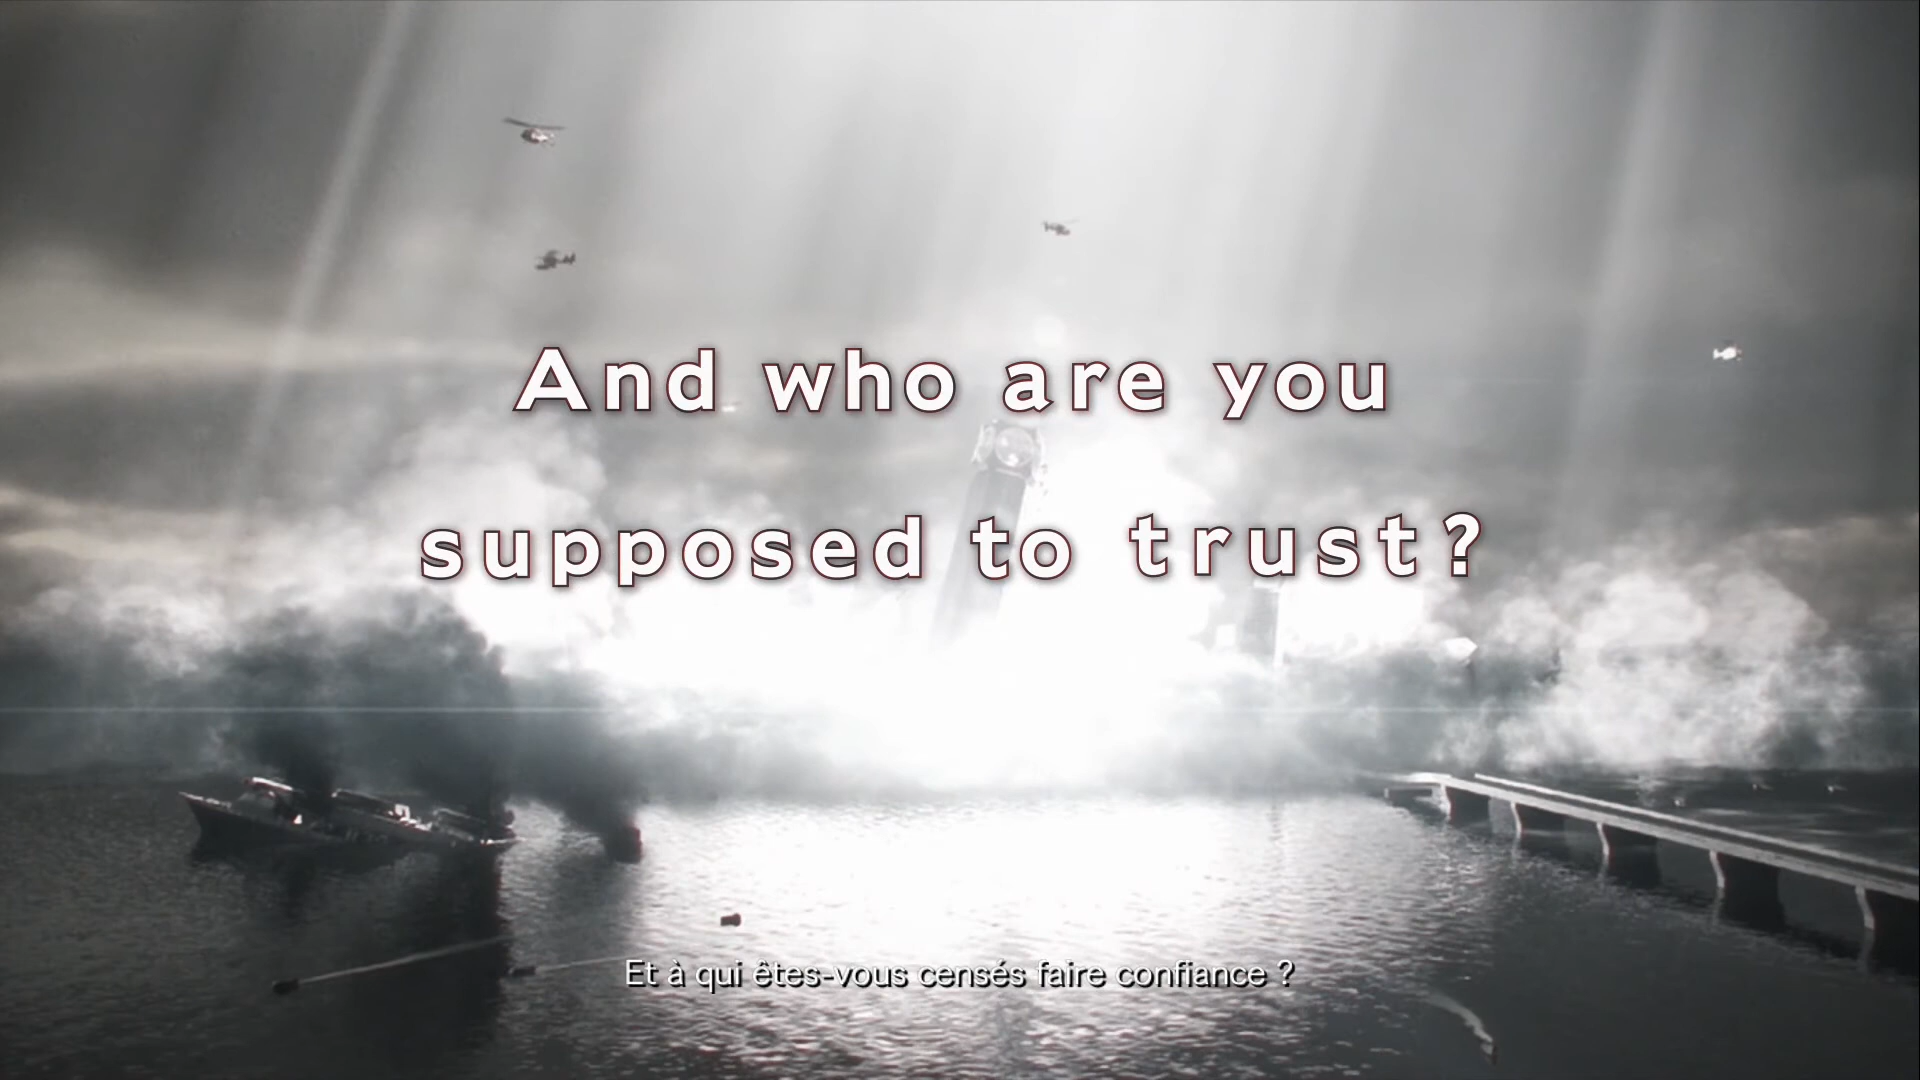 And who are you
supposed to trust?
Et à qui êtes-vous censés faire confiance ?